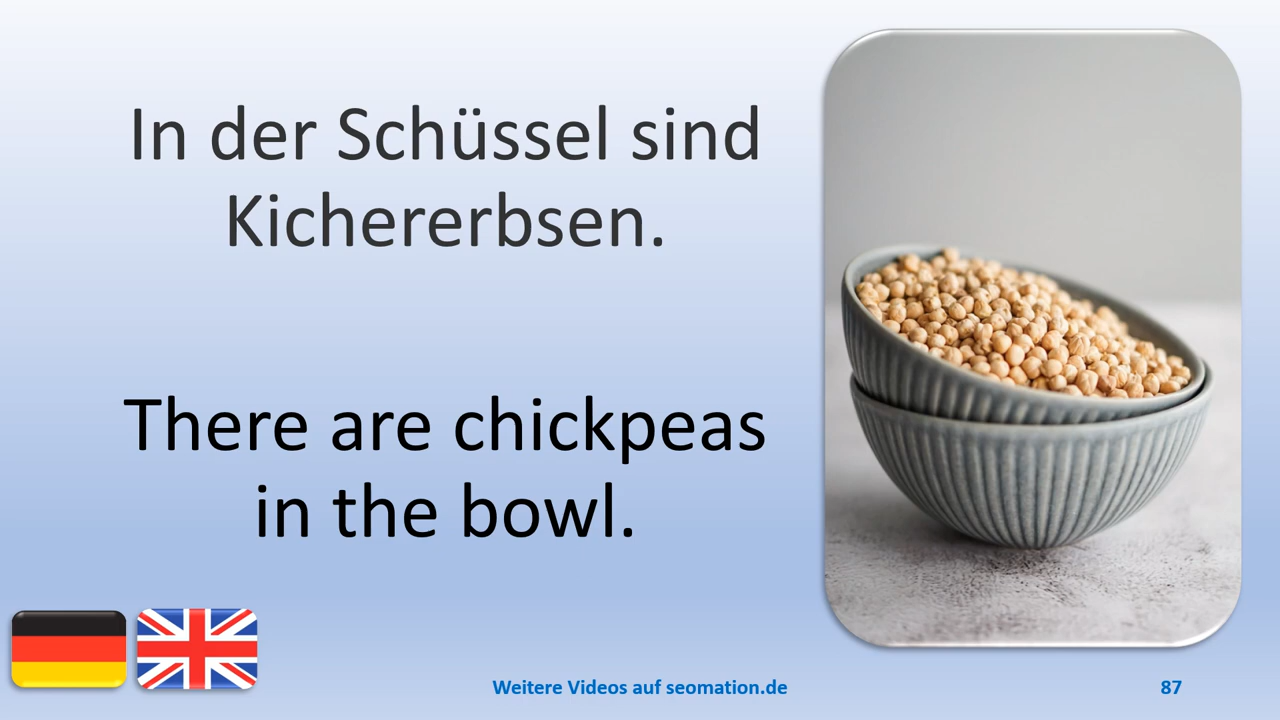 In der Schüssel sind
Kichererbsen.
There are chickpeas
in the bowl.
Weitere Videos auf seomation.de
87